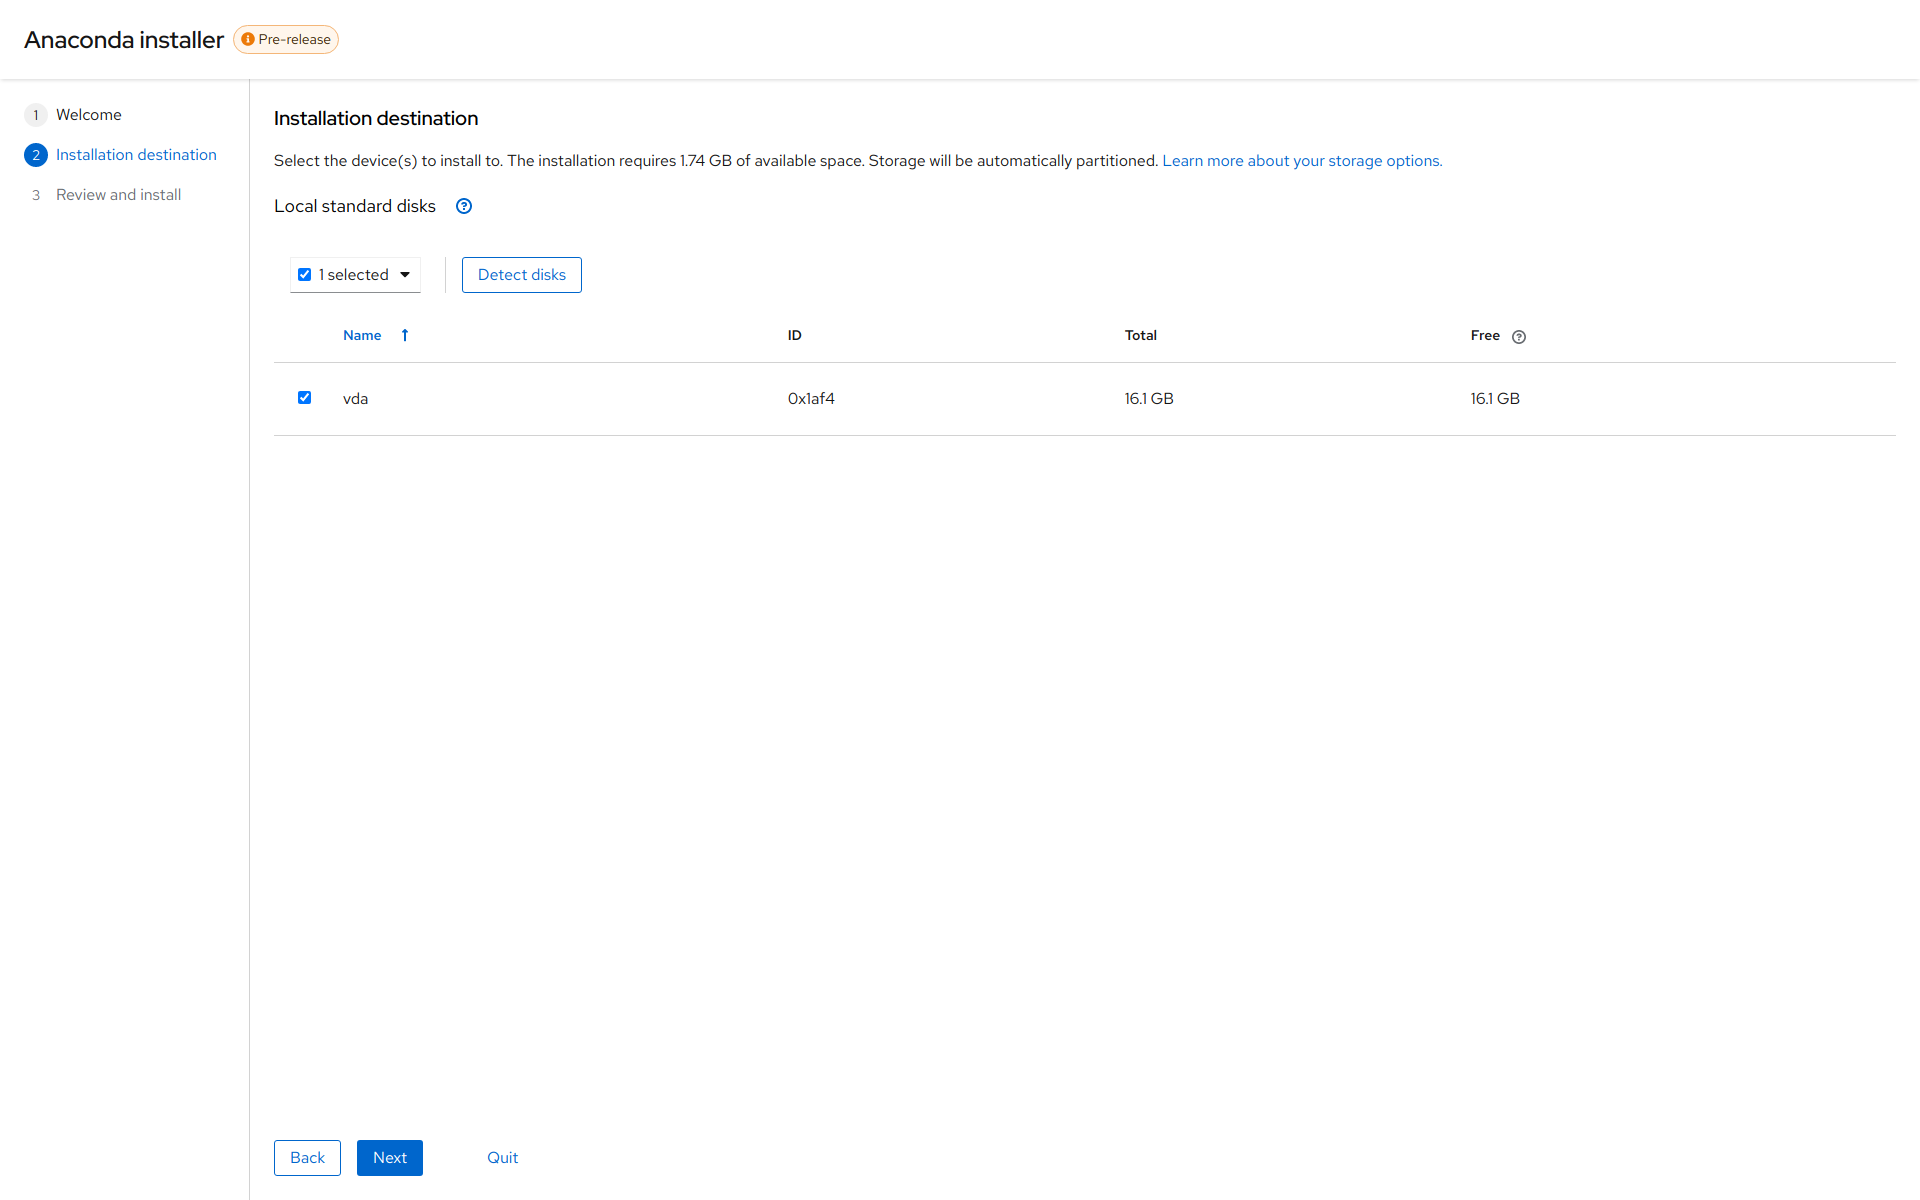 Anaconda installer Pre-release
1 Welcome
2 Installation destination
3 Review and install
Installation destination
Select the device(s) to install to. The installation requires 1.74 GB of available space. Storage will be automatically partitioned. Learn more about your storage options.
Local standard disks
1 selected Detect disks
Name ID Total Free
vda 0x1af4 16.1 GB 16.1 GB
Back Next Quit